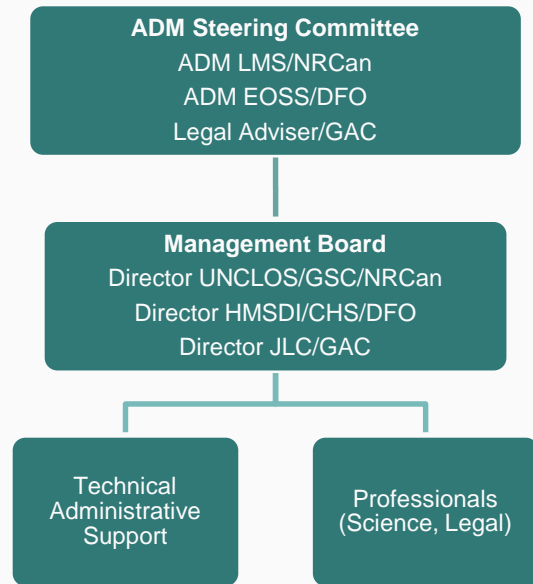 ADM Steering Committee
ADM LMS/NRCan
ADM EOSS/DFO
Legal Adviser/GAC
Management Board
Director UNCLOS/GSC/NRCan
Director HMSDI/CHS/DFO
Director JLC/GAC
Technical
Administrative
Support
Professionals
(Science, Legal)